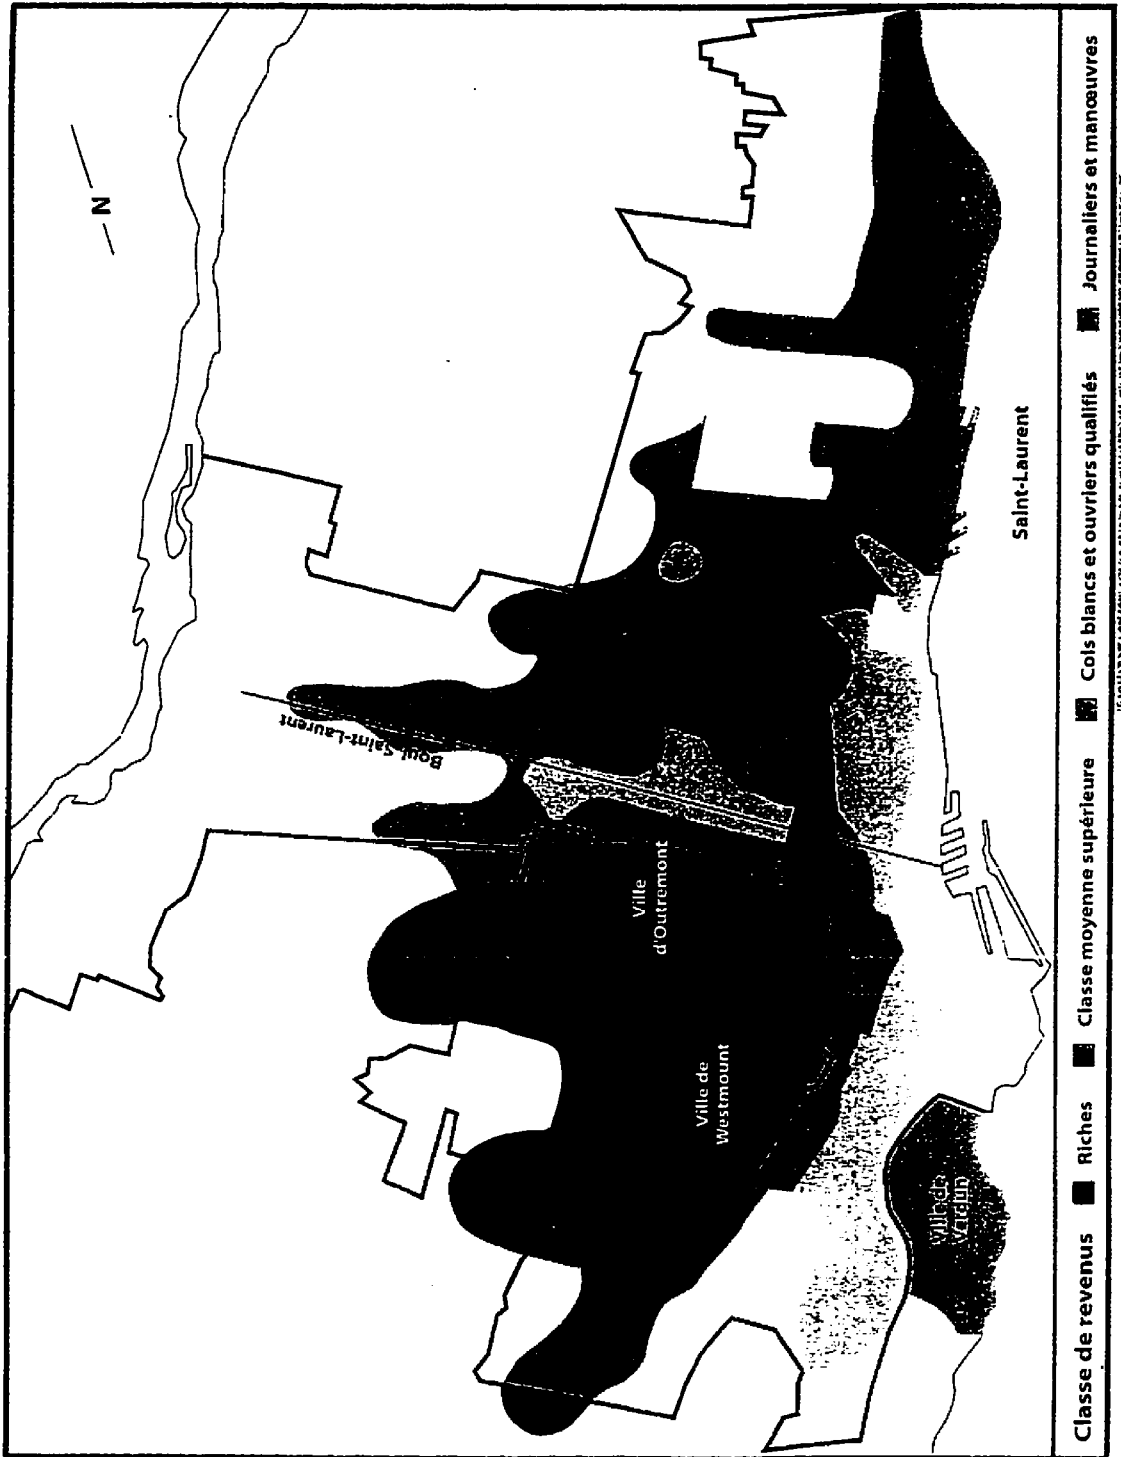 N
Boul. Saint-Laurent
Ville
d'Outremont
Ville de
Westmount
Ville de
Verdun
Saint-Laurent
Classe de revenus
Riches
Classe moyenne supérieure
Cols blancs et ouvriers qualifiés
Journaliers et manœuvres